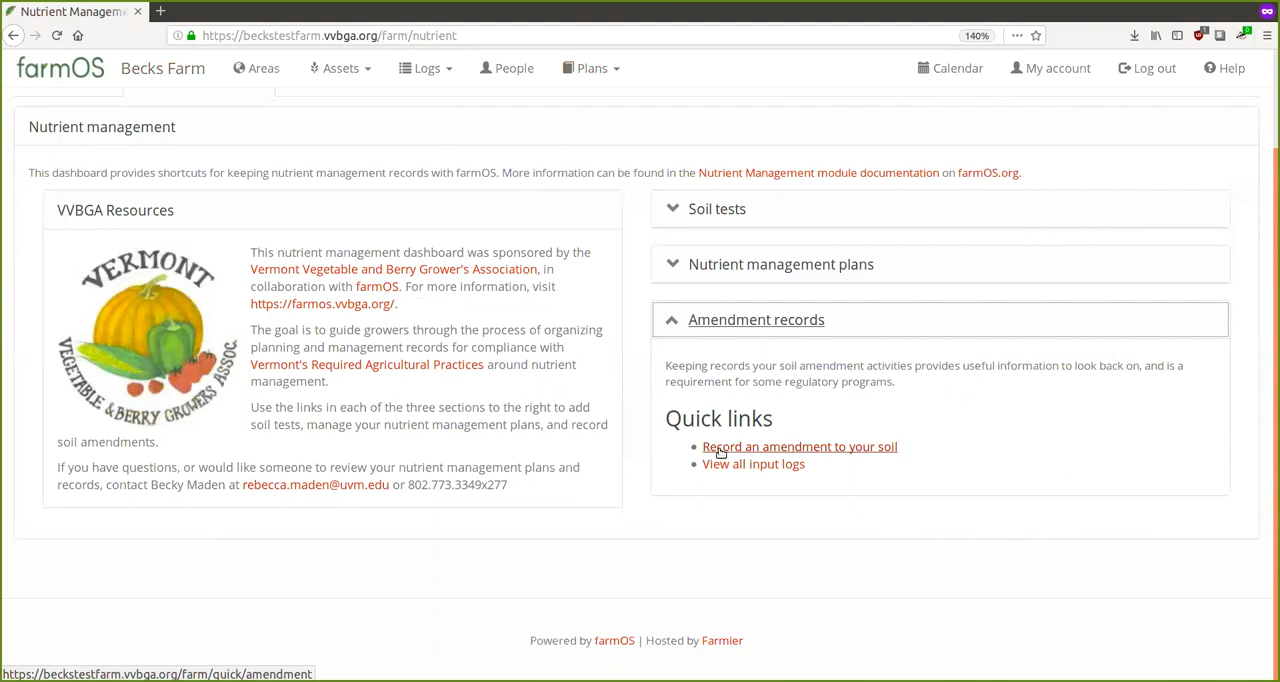 Nutrient Managem
https://beckstestfarm.vvbga.org/farm/nutrient
140%
farmOS
Becks Farm
Areas
Assets
Logs
People
Plans
Calendar
My account
Log out
Help
Nutrient management
This dashboard provides shortcuts for keeping nutrient management records with farmOS. More information can be found in the Nutrient Management module documentation on farmOS.org.
VVBGA Resources
VERMONT
VEGETABLE & BERRY GROWERS ASSOC.
This nutrient management dashboard was sponsored by the
Vermont Vegetable and Berry Grower's Association, in
collaboration with farmOS. For more information, visit
https://farmos.vvbga.org/.
The goal is to guide growers through the process of organizing
planning and management records for compliance with
Vermont's Required Agricultural Practices around nutrient
management.
Use the links in each of the three sections to the right to add
soil tests, manage your nutrient management plans, and record
soil amendments.
If you have questions, or would like someone to review your nutrient management plans and
records, contact Becky Maden at rebecca.maden@uvm.edu or 802.773.3349x277
Soil tests
Nutrient management plans
Amendment records
Keeping records your soil amendment activities provides useful information to look back on, and is a
requirement for some regulatory programs.
Quick links
Record an amendment to your soil
View all input logs
Powered by farmOS | Hosted by Farmier
https://beckstestfarm.vvbga.org/farm/quick/amendment